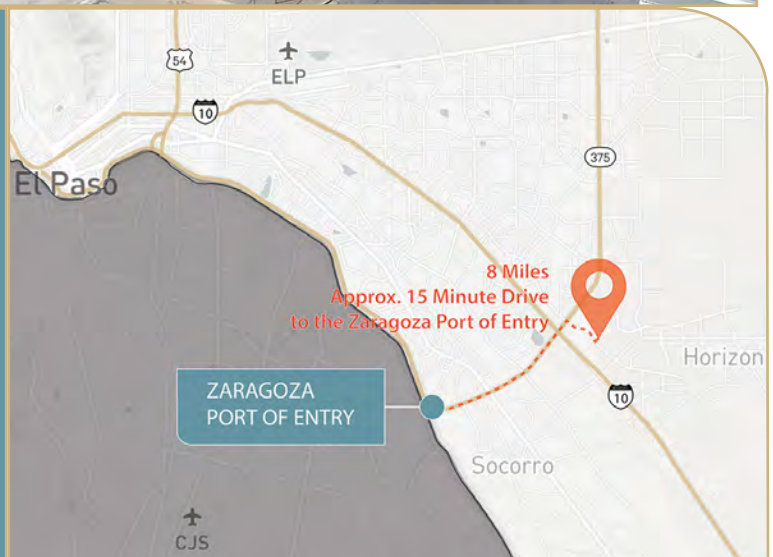 54
ELP
10
375
El Paso
8 Miles
Approx. 15 Minute Drive
to the Zaragoza Port of Entry
Horizon
ZARAGOZA
PORT OF ENTRY
10
Socorro
CJS